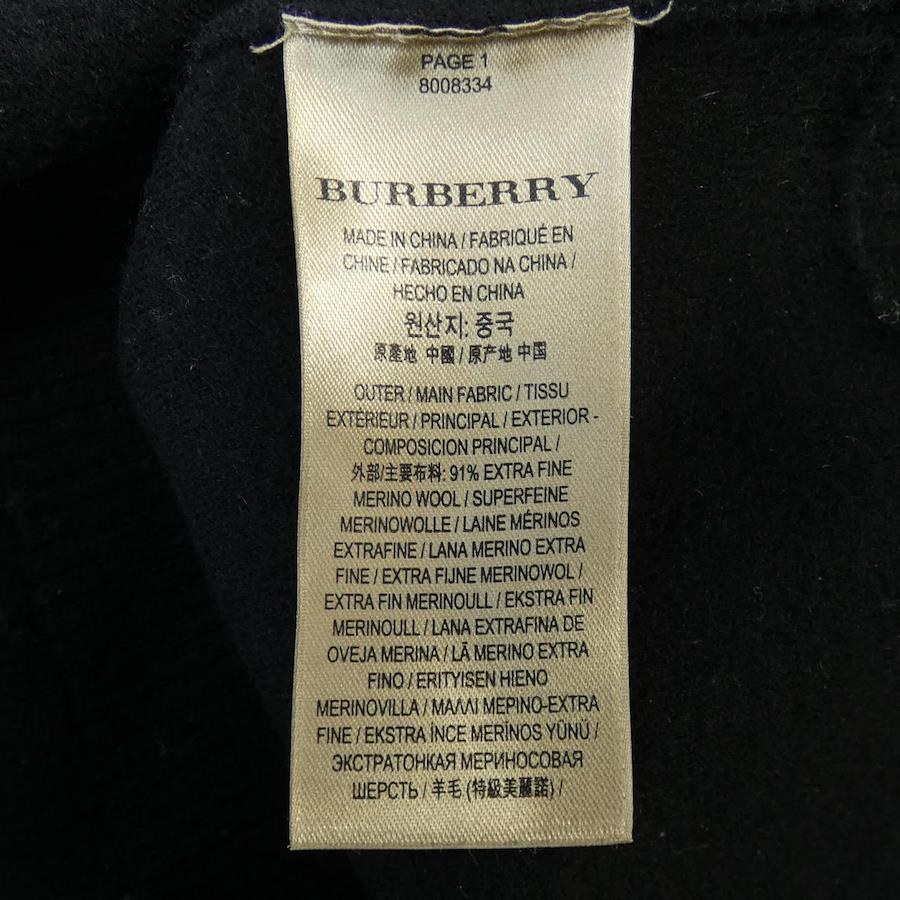 PAGE 1
8008334
BURBERRY
MADE IN CHINA / FABRIQUÉ EN
CHINE / FABRICADO NA CHINA /
HECHO EN CHINA
원산지: 중국
原產地 中國 / 原产地 中国
OUTER / MAIN FABRIC / TISSU
EXTÉRIEUR / PRINCIPAL / EXTERIOR -
COMPOSICION PRINCIPAL /
外部/主要布料: 91% EXTRA FINE
MERINO WOOL / SUPERFEINE
MERINOWOLLE / LAINE MÉRINOS
EXTRAFINE / LANA MERINO EXTRA
FINE / EXTRA FIJNE MERINOWOL /
EXTRA FIN MERINOULL / EKSTRA FIN
MERINOULL / LANA EXTRAFINA DE
OVEJA MERINA / LÃ MERINO EXTRA
FINO / ERITYISEN HIENO
MERINOVILLA / ΜΑΛΛΙ ΜΕΡΙΝΟ-EXTRA
FINE / EKSTRA İNCE MERİNOS YÜNÜ /
ЭКСТРАТОНКАЯ МЕРИНОСОВАЯ
ШЕРСТЬ / 羊毛 (特級美麗諾) /